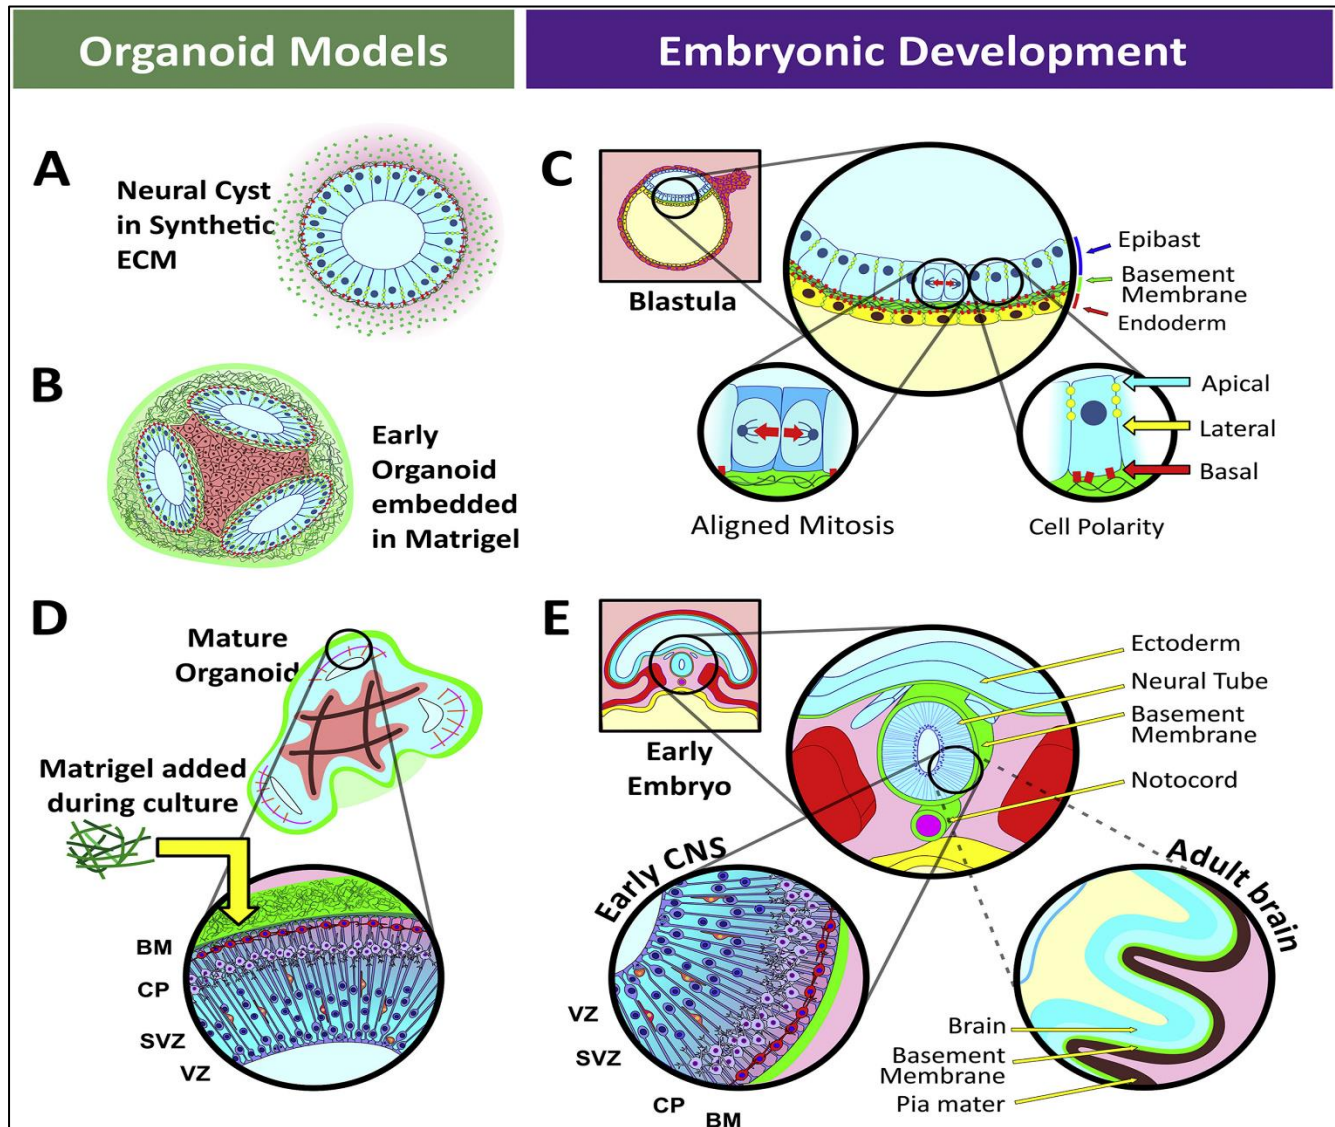 Organoid Models
Embryonic Development
A
Neural Cyst
in Synthetic
ECM
B
Early
Organoid
embedded
in Matrigel
C
Blastula
Epibast
Basement
Membrane
Endoderm
Apical
Lateral
Basal
Aligned Mitosis
Cell Polarity
D
Mature
Organoid
Matrigel added
during culture
BM
CP
SVZ
VZ
E
Early
Embryo
Ectoderm
Neural Tube
Basement
Membrane
Notocord
Early CNS
VZ
SVZ
CP
BM
Adult brain
Brain
Basement
Membrane
Pia mater